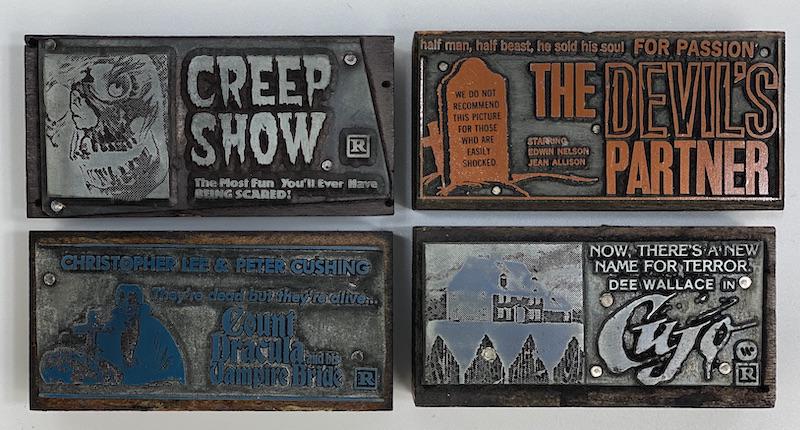 CREEP
SHOW
R
The Most Fun You'll Ever Have
BEING SCARED!
half man, half beast, he sold his soul FOR PASSION
WE DO NOT
RECOMMEND
THIS PICTURE
FOR THOSE
WHO ARE
EASILY
SHOCKED.
THE DEVIL'S
PARTNER
STARRING
EDWIN NELSON
JEAN ALLISON
CHRISTOPHER LEE & PETER CUSHING
They're dead but they're alive...
Count
Dracula and his
Vampire Bride
R
NOW, THERE'S A NEW
NAME FOR TERROR.
DEE WALLACE IN
Cujo
W
R